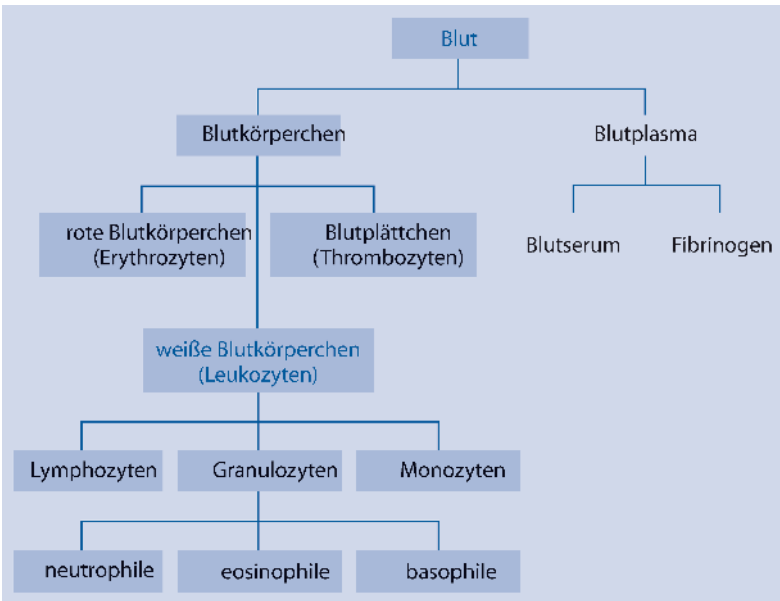 Blut
Blutkörperchen
Blutplasma
rote Blutkörperchen
(Erythrozyten)
Blutplättchen
(Thrombozyten)
Blutserum
Fibrinogen
weiße Blutkörperchen
(Leukozyten)
Lymphozyten
Granulozyten
Monozyten
neutrophile
eosinophile
basophile